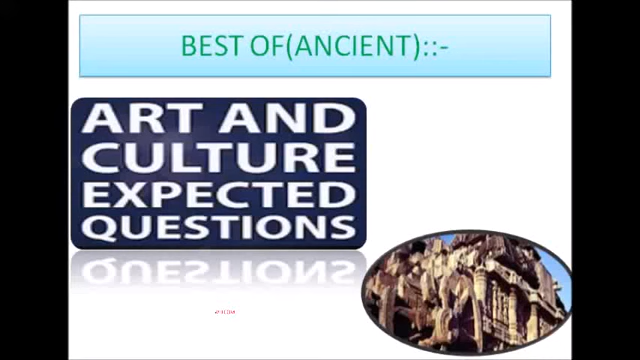 BEST OF(ANCIENT)::-
ART AND
CULTURE
EXPECTED
QUESTIONS